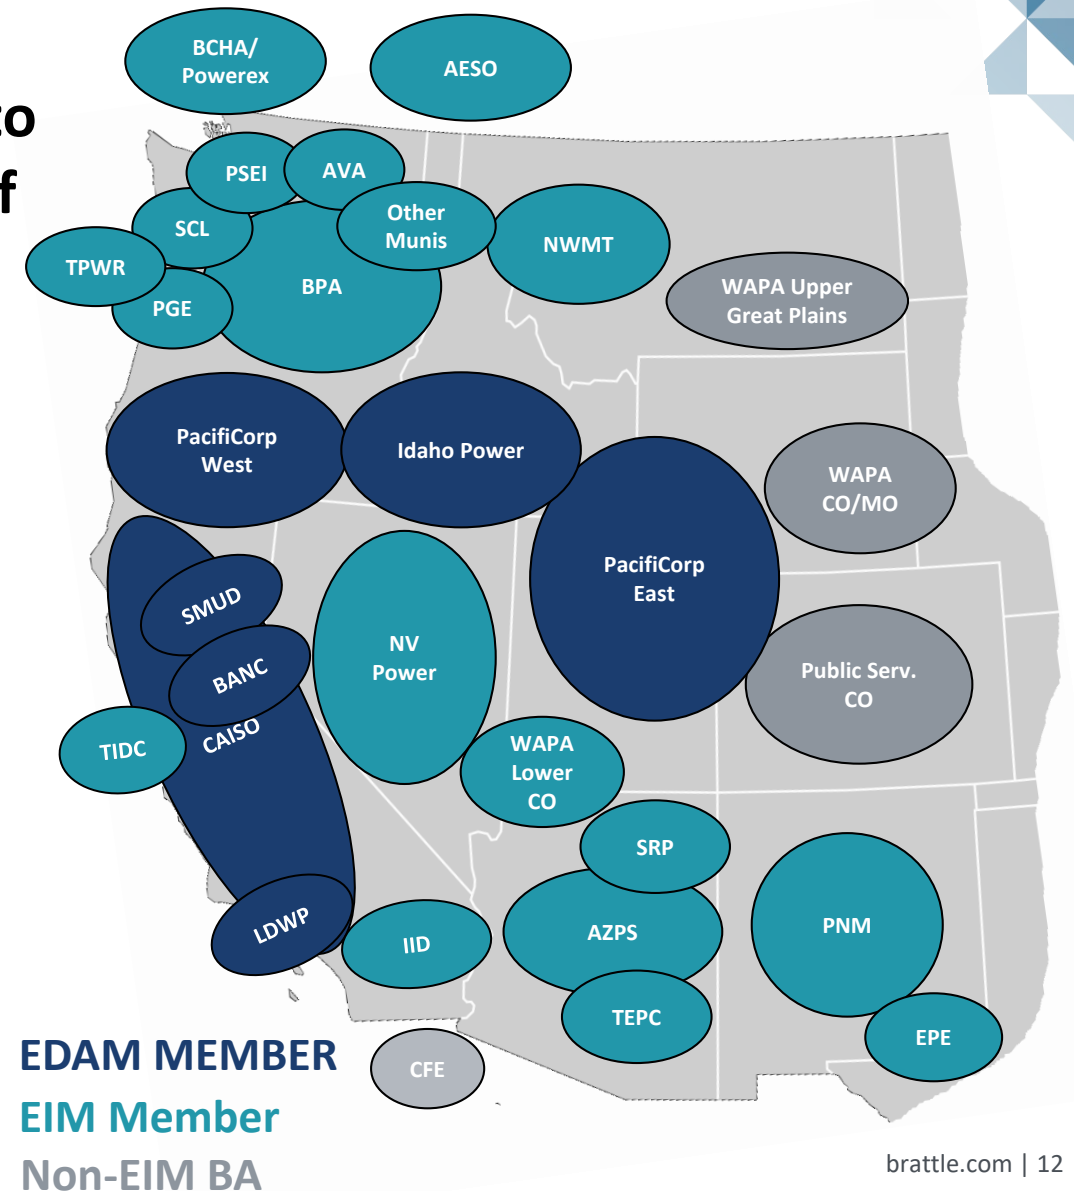 BCHA/
Powerex
AESO
to
of
PSEI
AVA
SCL
Other
Munis
TPWR
BPA
NWMT
PGE
WAPA Upper
Great Plains
PacifiCorp
West
Idaho Power
WAPA
CO/MO
PacifiCorp
East
SMUD
NV
Power
BANC
Public Serv.
CO
CAISO
TIDC
WAPA
Lower
CO
SRP
LDWP
IID
AZPS
PNM
TEPC
EPE
CFE
EDAM MEMBER
EIM Member
Non-EIM BA
brattle.com | 12